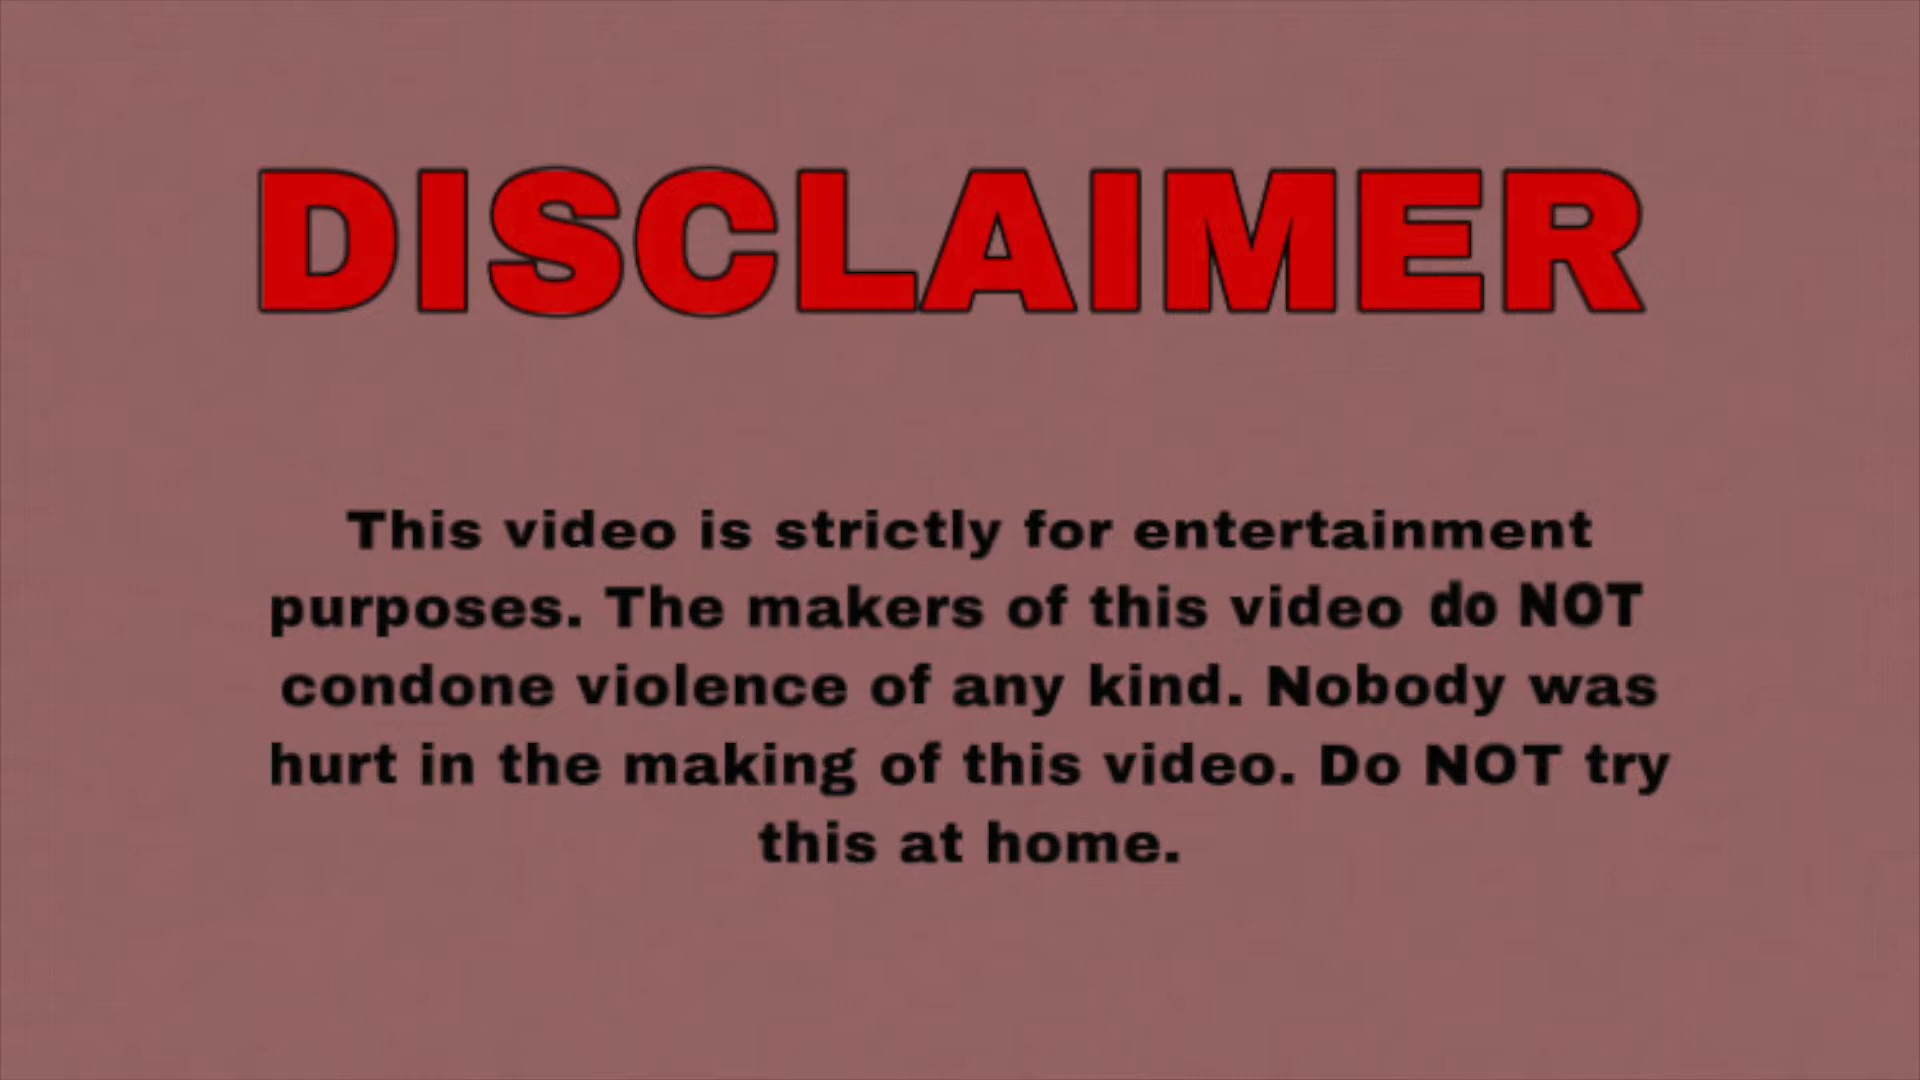 DISCLAIMER
This video is strictly for entertainment
purposes. The makers of this video do NOT
condone violence of any kind. Nobody was
hurt in the making of this video. Do NOT try
this at home.